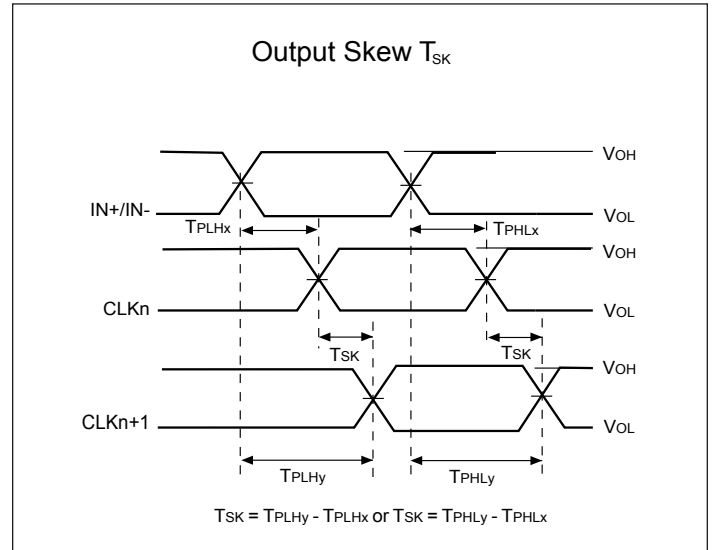 Output Skew TSK
VOH
IN+/IN-
VOL
TPLHx
TPHLx
VOH
CLKn
VOL
TSK
TSK
VOH
CLKn+1
VOL
TPLHy
TPHLy
TSK = TPLHy - TPLHx or TSK = TPHLy - TPHLx